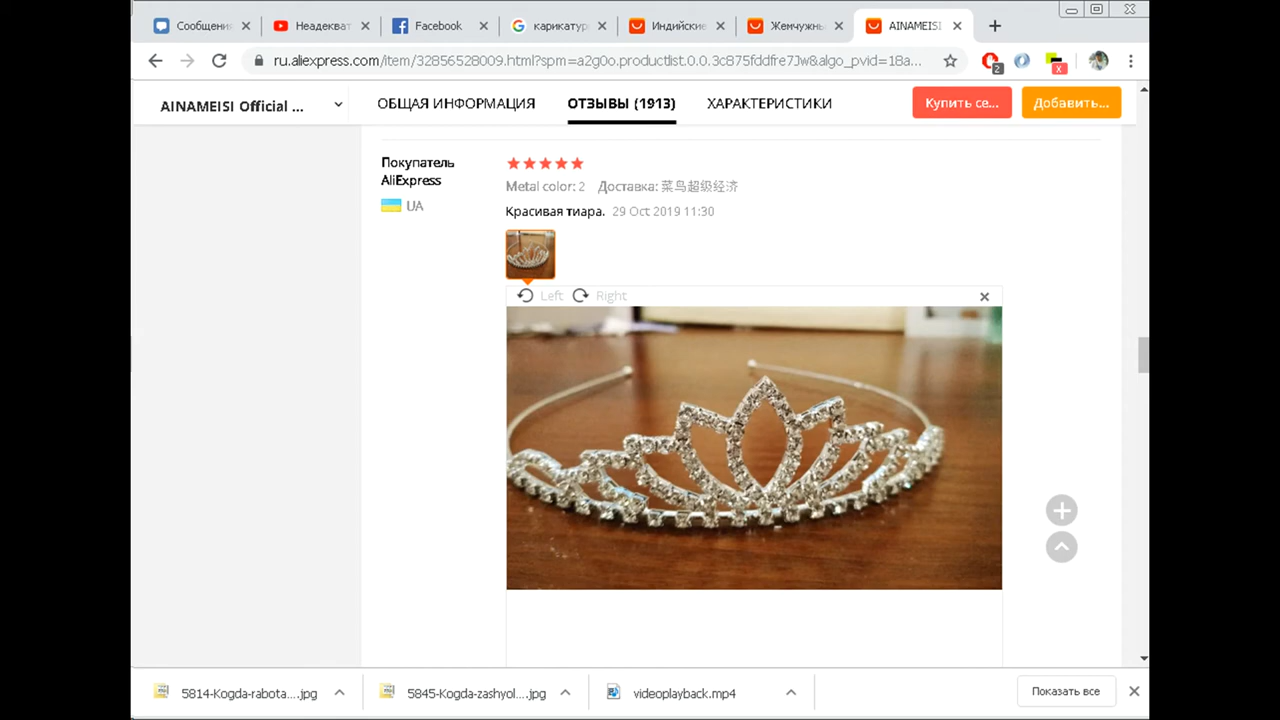 Сообщения
Неадекват
Facebook
карикатур
Индийские
Жемчужны
AINAMEISI
ru.aliexpress.com/item/32856528009.html?spm=a2g0o.productlist.0.0.3c875fddfre7Jw&algo_pvid=18a...
2
x
AINAMEISI Official ...
ОБЩАЯ ИНФОРМАЦИЯ
ОТЗЫВЫ (1913)
ХАРАКТЕРИСТИКИ
Купить се...
Добавить...
Покупатель
AliExpress
UA
Metal color: 2 Доставка: 菜鸟超级经济
Красивая тиара. 29 Oct 2019 11:30
Left Right
5814-Kogda-rabota....jpg
5845-Kogda-zashyol....jpg
videoplayback.mp4
Показать все